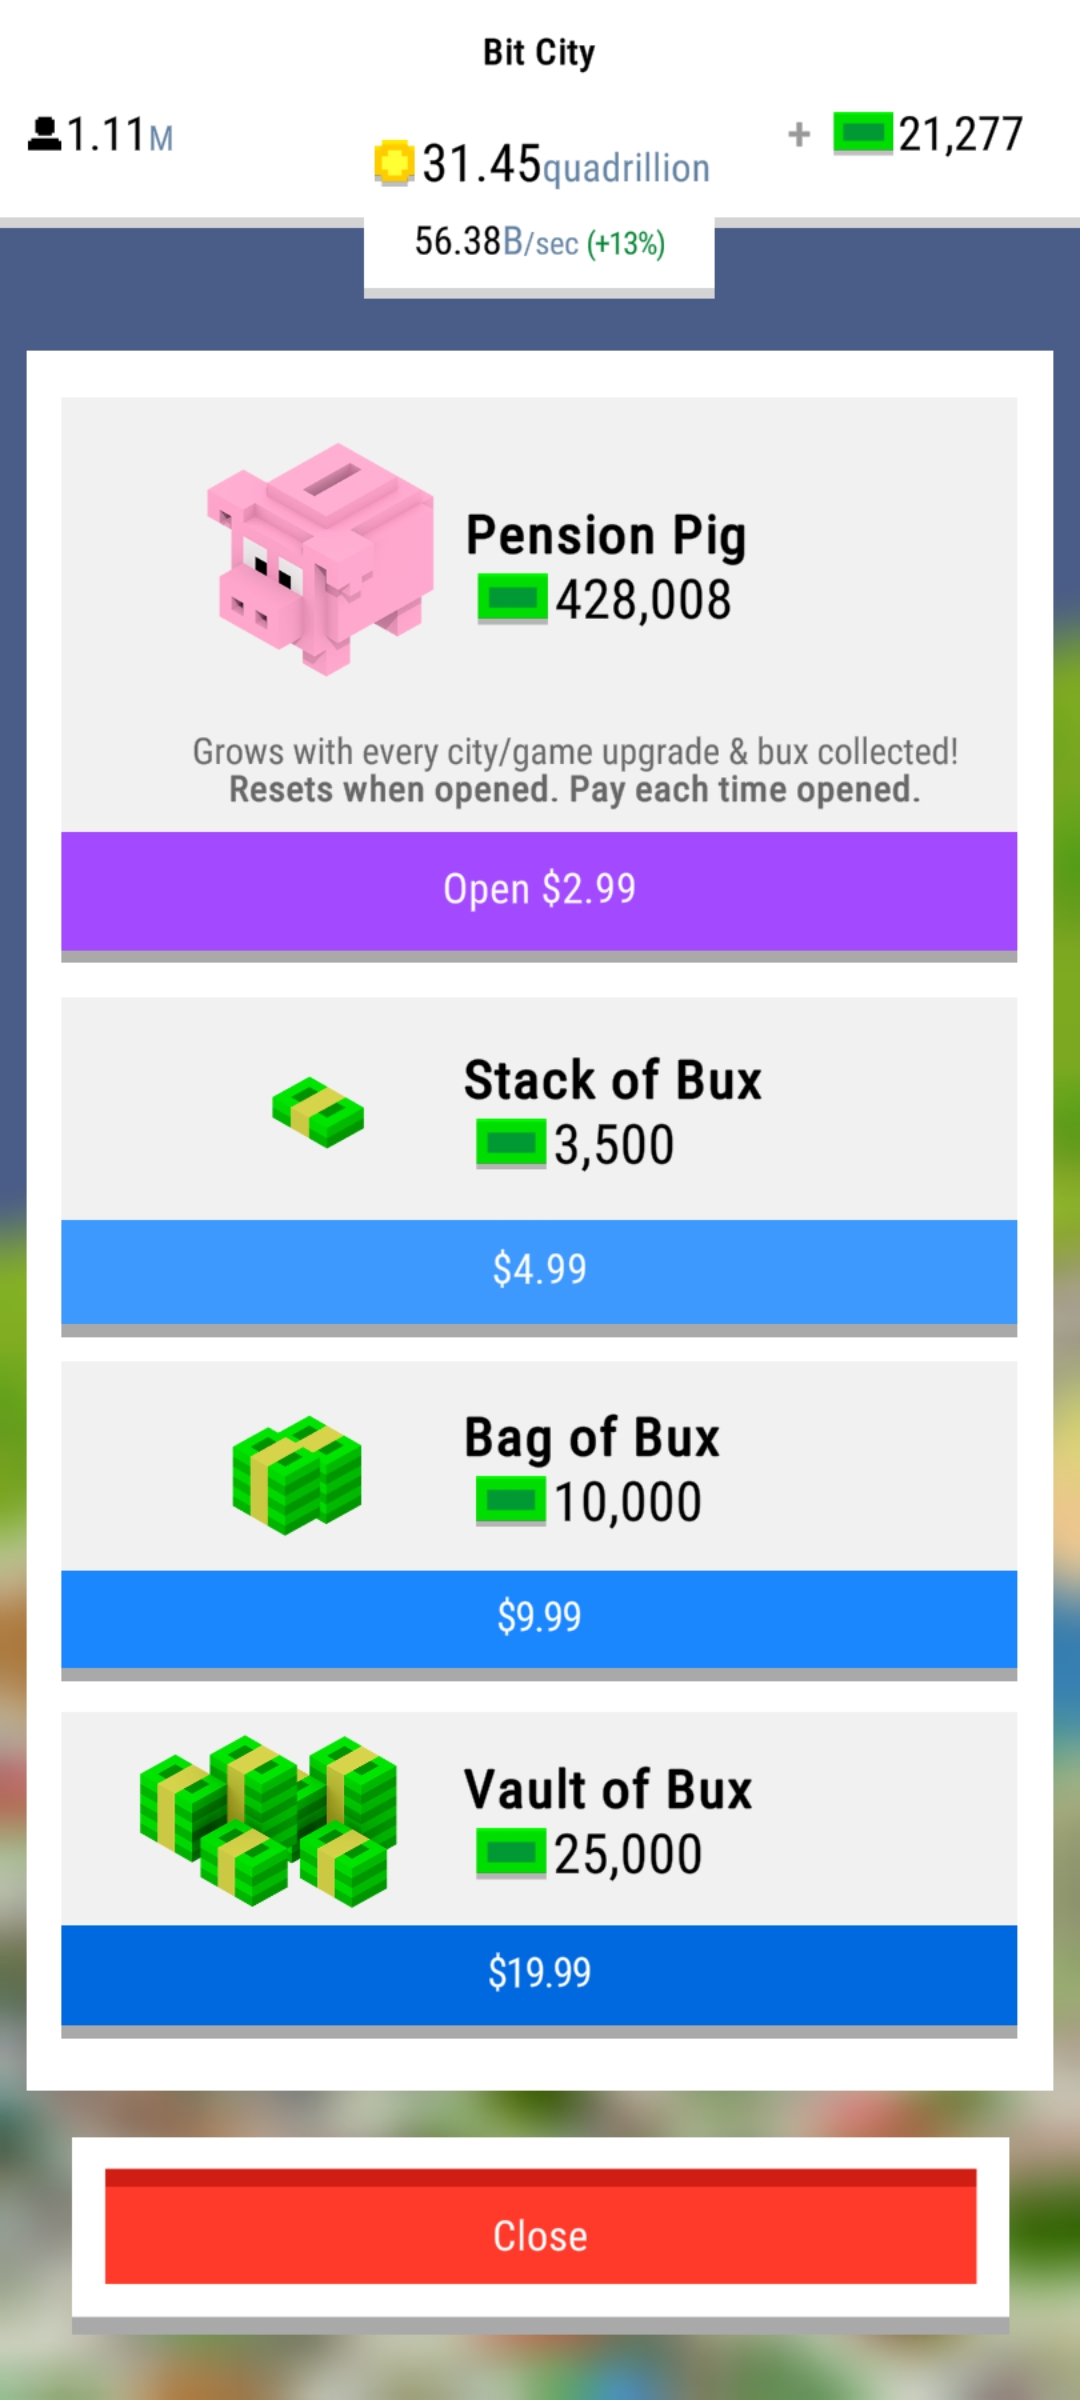 Bit City
1.11M
31.45quadrillion
+ 21,277
56.38B/sec (+13%)
Pension Pig
428,008
Grows with every city/game upgrade & bux collected!
Resets when opened. Pay each time opened.
Open $2.99
Stack of Bux
3,500
$4.99
Bag of Bux
10,000
$9.99
Vault of Bux
25,000
$19.99
Close